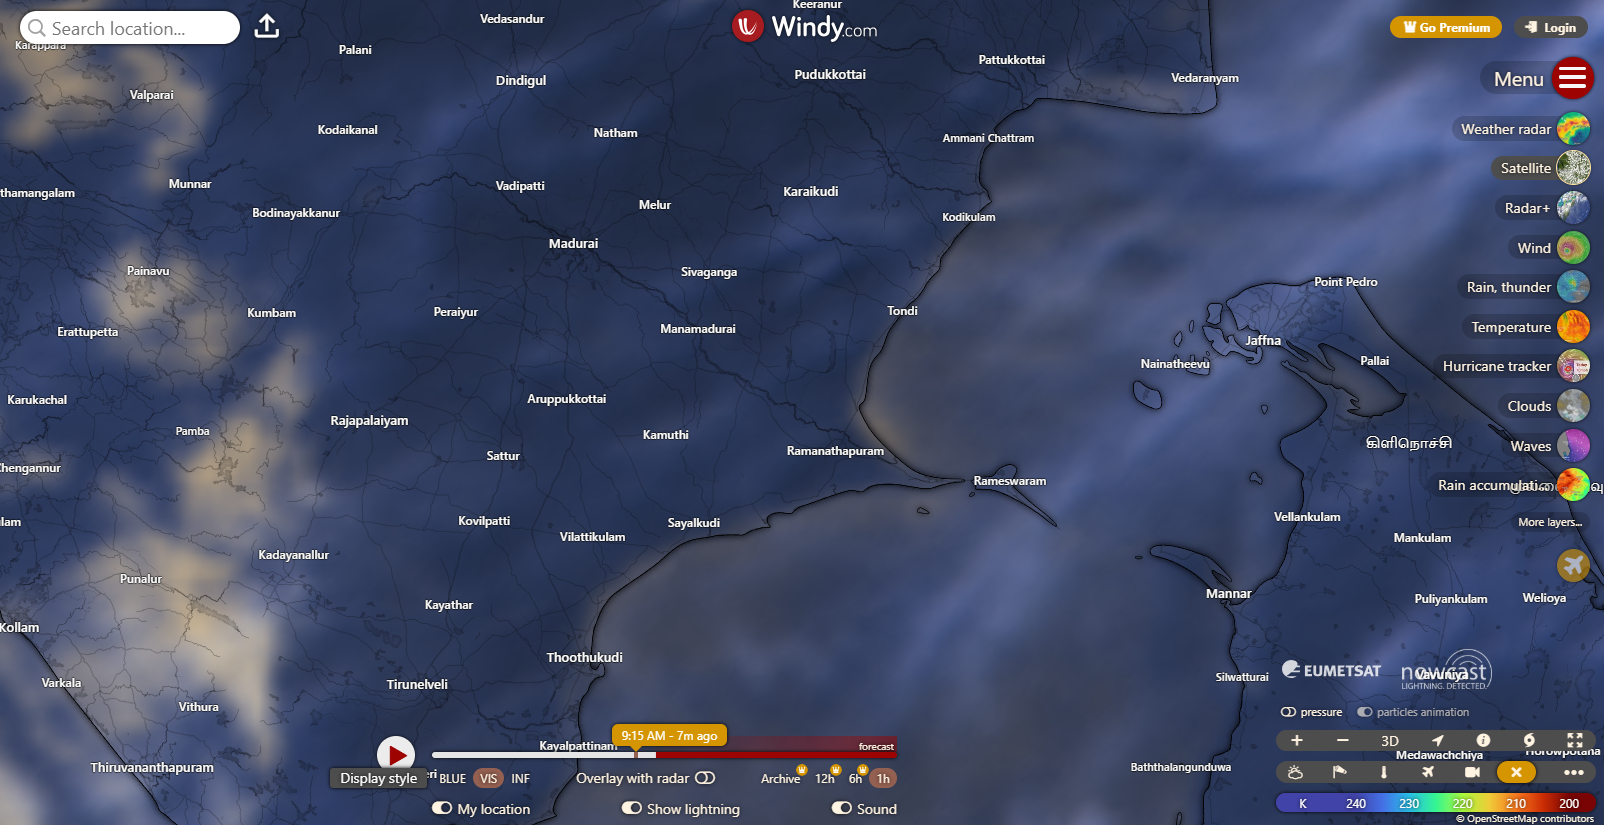 Search location...
Windy.com
Go Premium
Login
Menu
Weather radar
Satellite
Radar+
Wind
Rain, thunder
Temperature
Hurricane tracker
Clouds
Waves
Rain accumulati...
More layers...
Keeranur
Vedasandur
Karappara
Palani
Pattukkottai
Pudukkottai
Vedaranyam
Dindigul
Valparai
Kodaikanal
Natham
Ammani Chattram
Munnar
Vadipatti
Karaikudi
thamangalam
Melur
Bodinayakkanur
Kodikulam
Madurai
Painavu
Sivaganga
Point Pedro
Kumbam
Peraiyur
Tondi
Erattupetta
Manamadurai
Jaffna
Nainatheevu
Pallai
Karukachal
Aruppukkottai
Rajapalaiyam
Pamba
Kamuthi
கிளிநொச்சி
Sattur
Ramanathapuram
Chengannur
Rameswaram
Kovilpatti
Sayalkudi
Vellankulam
Vilattikulam
Mankulam
Kadayanallur
Punalur
Mannar
Puliyankulam
Welioya
Kayathar
Kollam
Thoothukudi
Varkala
Tirunelveli
Silwatturai
Vavuniya
Vithura
EUMETSAT
nowcast
LIGHTNING. DETECTED.
pressure
particles animation
9:15 AM - 7m ago
Kayalpattinam
forecast
3D
Medawachchiya
Horowpotana
Thiruvananthapuram
Baththalangunduwa
Display style
BLUE
VIS
INF
Overlay with radar
Archive
12h
6h
1h
My location
Show lightning
Sound
K 240 230 220 210 200
© OpenStreetMap contributors